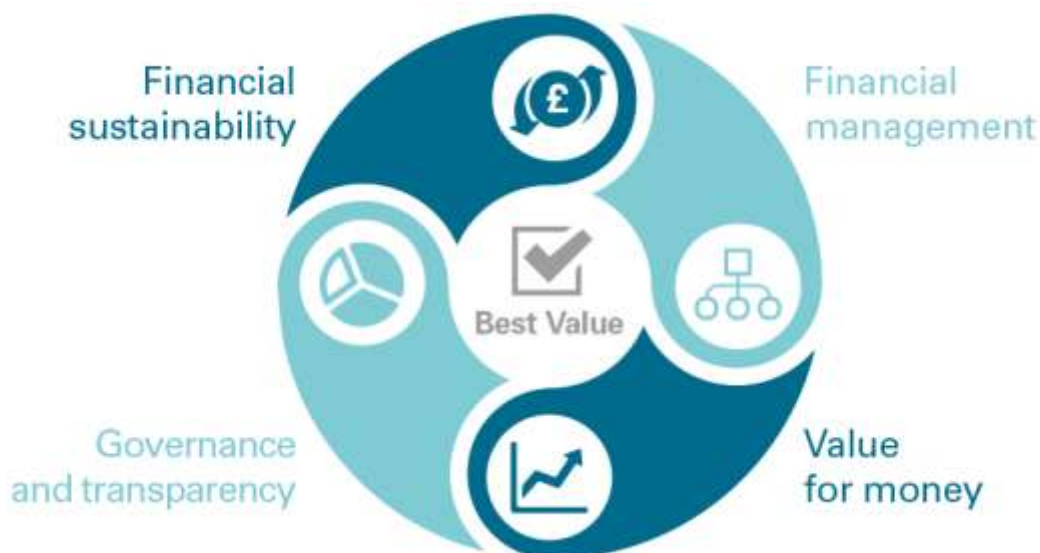 Financial
sustainability
Financial
management
£
Best Value
Governance
and transparency
Value
for money